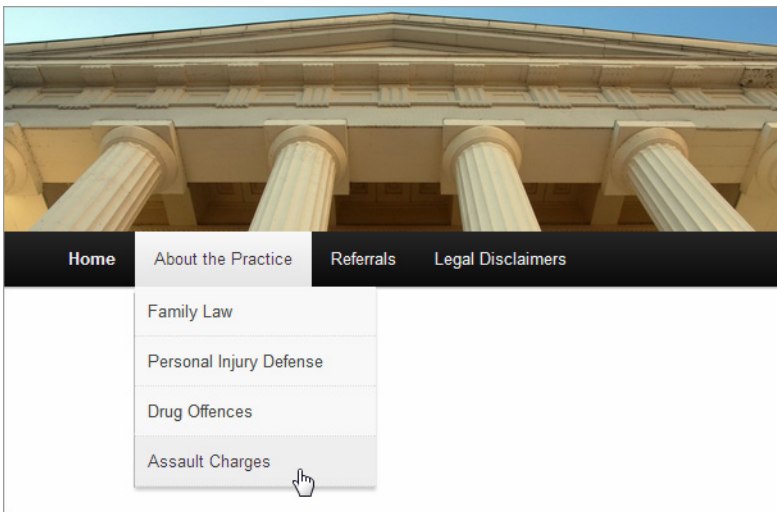 Home About the Practice Referrals Legal Disclaimers
Family Law
Personal Injury Defense
Drug Offences
Assault Charges